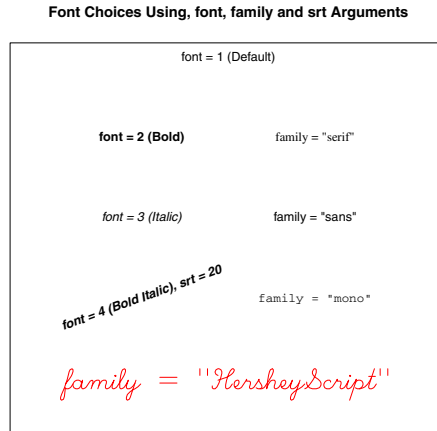 Font Choices Using, font, family and srt Arguments
font = 1 (Default)
font = 2 (Bold)
family = "serif"
font = 3 (Italic)
family = "sans"
font = 4 (Bold Italic), srt = 20
family = "mono"
family = "HersheyScript"